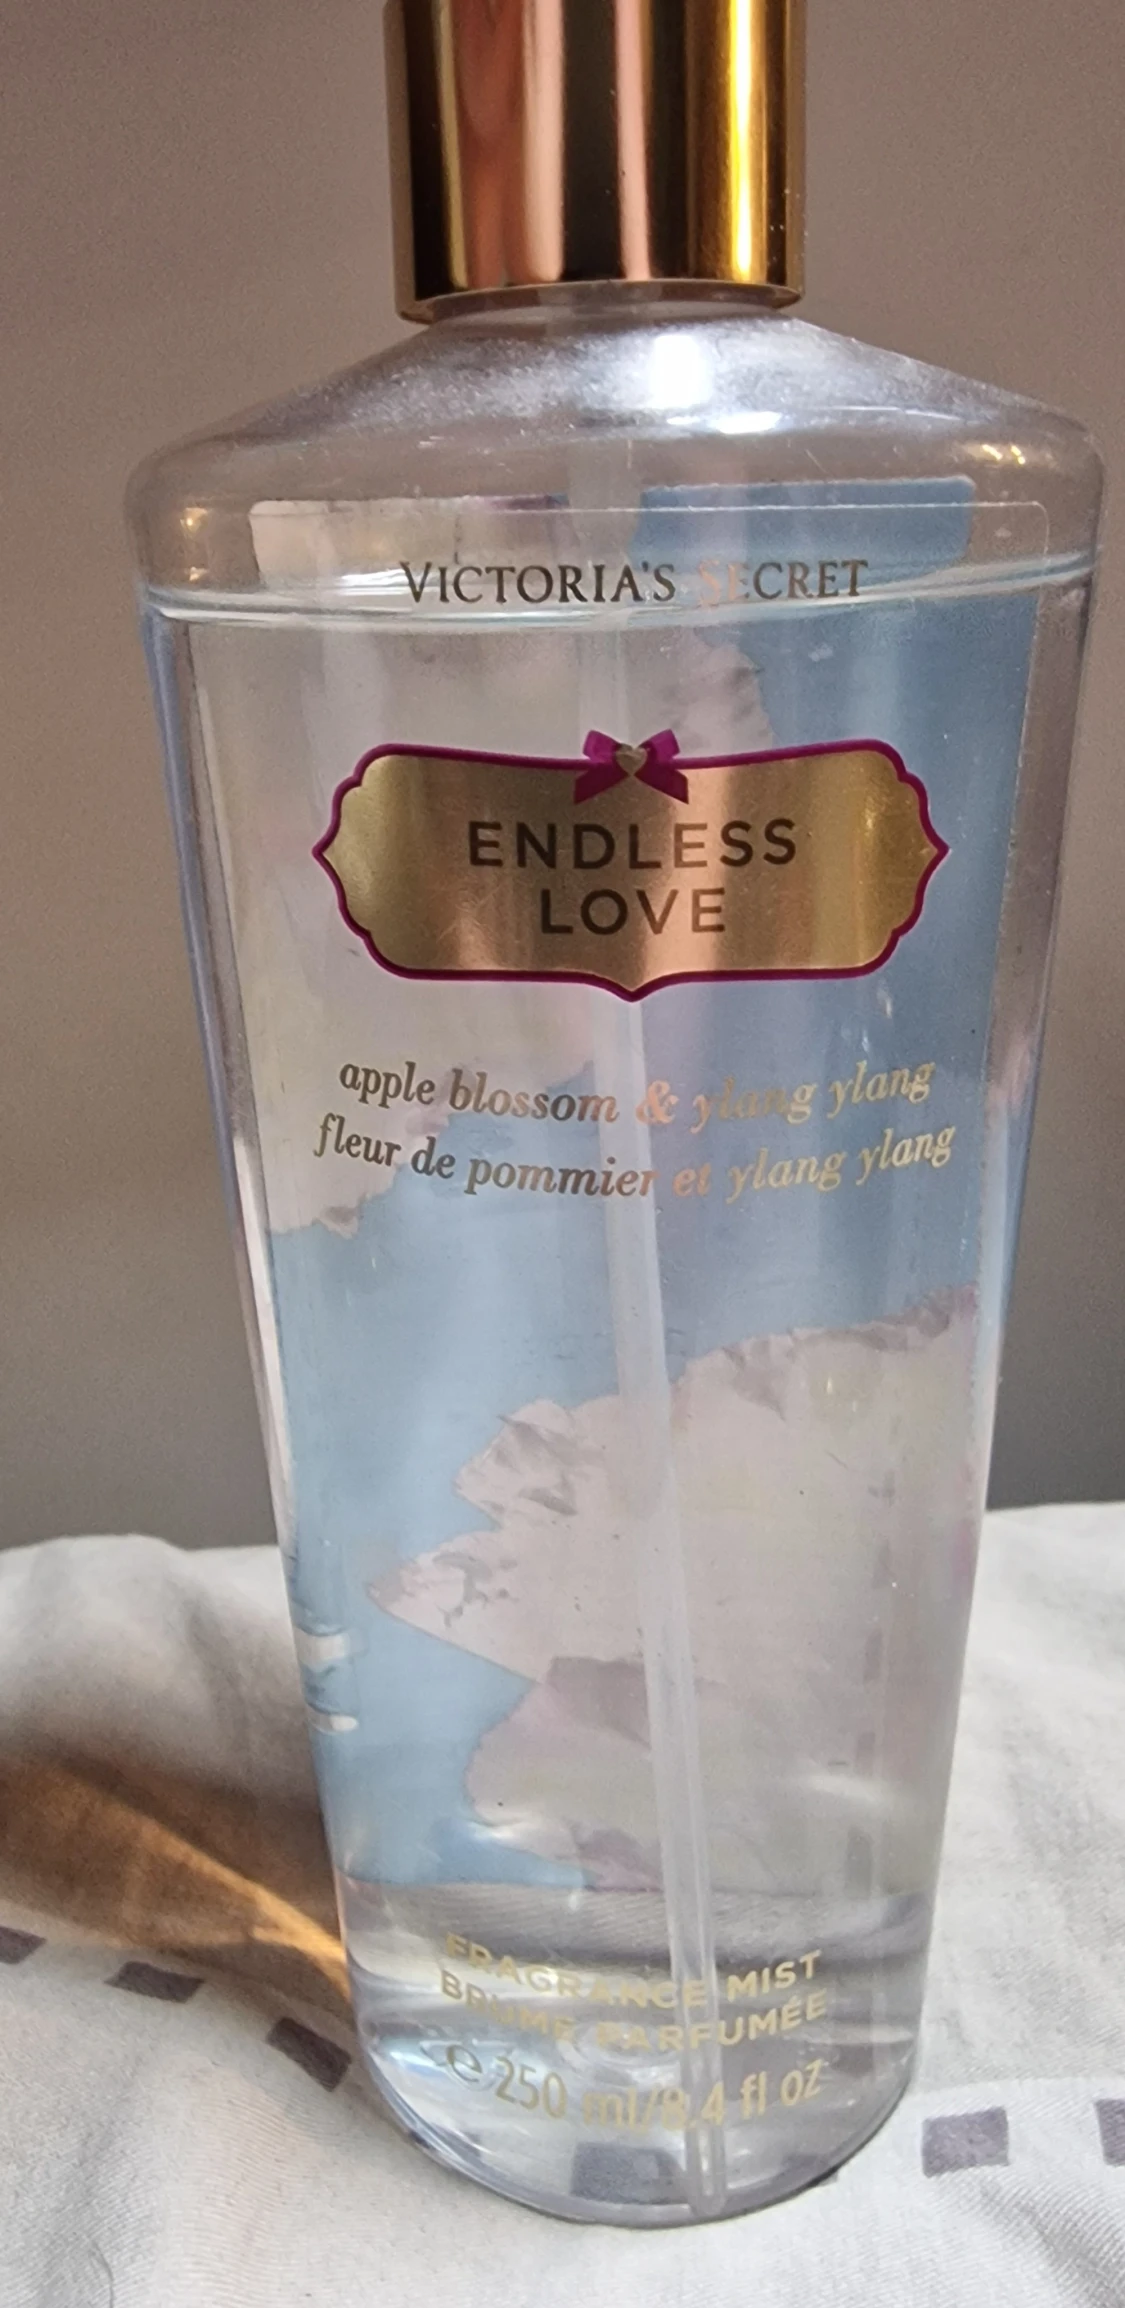 VICTORIA'S SECRET
ENDLESS
LOVE
apple blossom & ylang ylang
fleur de pommier et ylang ylang
FRAGRANCE MIST
BRUME PARFUMÉE
℮ 250 ml/8.4 fl oz